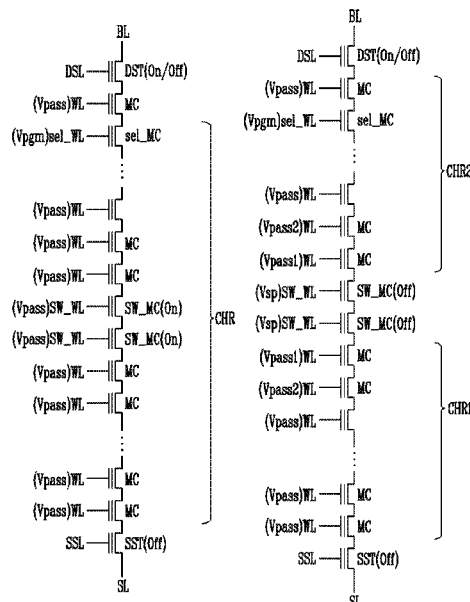 BL
DSL DST(On/Off)
(Vpass)WL MC
(Vpgm)sel_WL sel_MC
(Vpass)WL
(Vpass)WL MC
(Vpass)WL MC
(Vpass)SW_WL SW_MC(On)
(Vpass)SW_WL SW_MC(On)
(Vpass)WL MC
(Vpass)WL MC
(Vpass)WL MC
(Vpass)WL MC
SSL SST(Off)
SL
CHR
BL
DSL DST(On/Off)
(Vpass)WL MC
(Vpgm)sel_WL sel_MC
(Vpass)WL
(Vpass2)WL MC
(Vpass1)WL MC
(Vsp)SW_WL SW_MC(Off)
(Vsp)SW_WL SW_MC(Off)
(Vpass1)WL MC
(Vpass2)WL MC
(Vpass)WL
(Vpass)WL MC
(Vpass)WL MC
SSL SST(Off)
SL
CHR2
CHR1